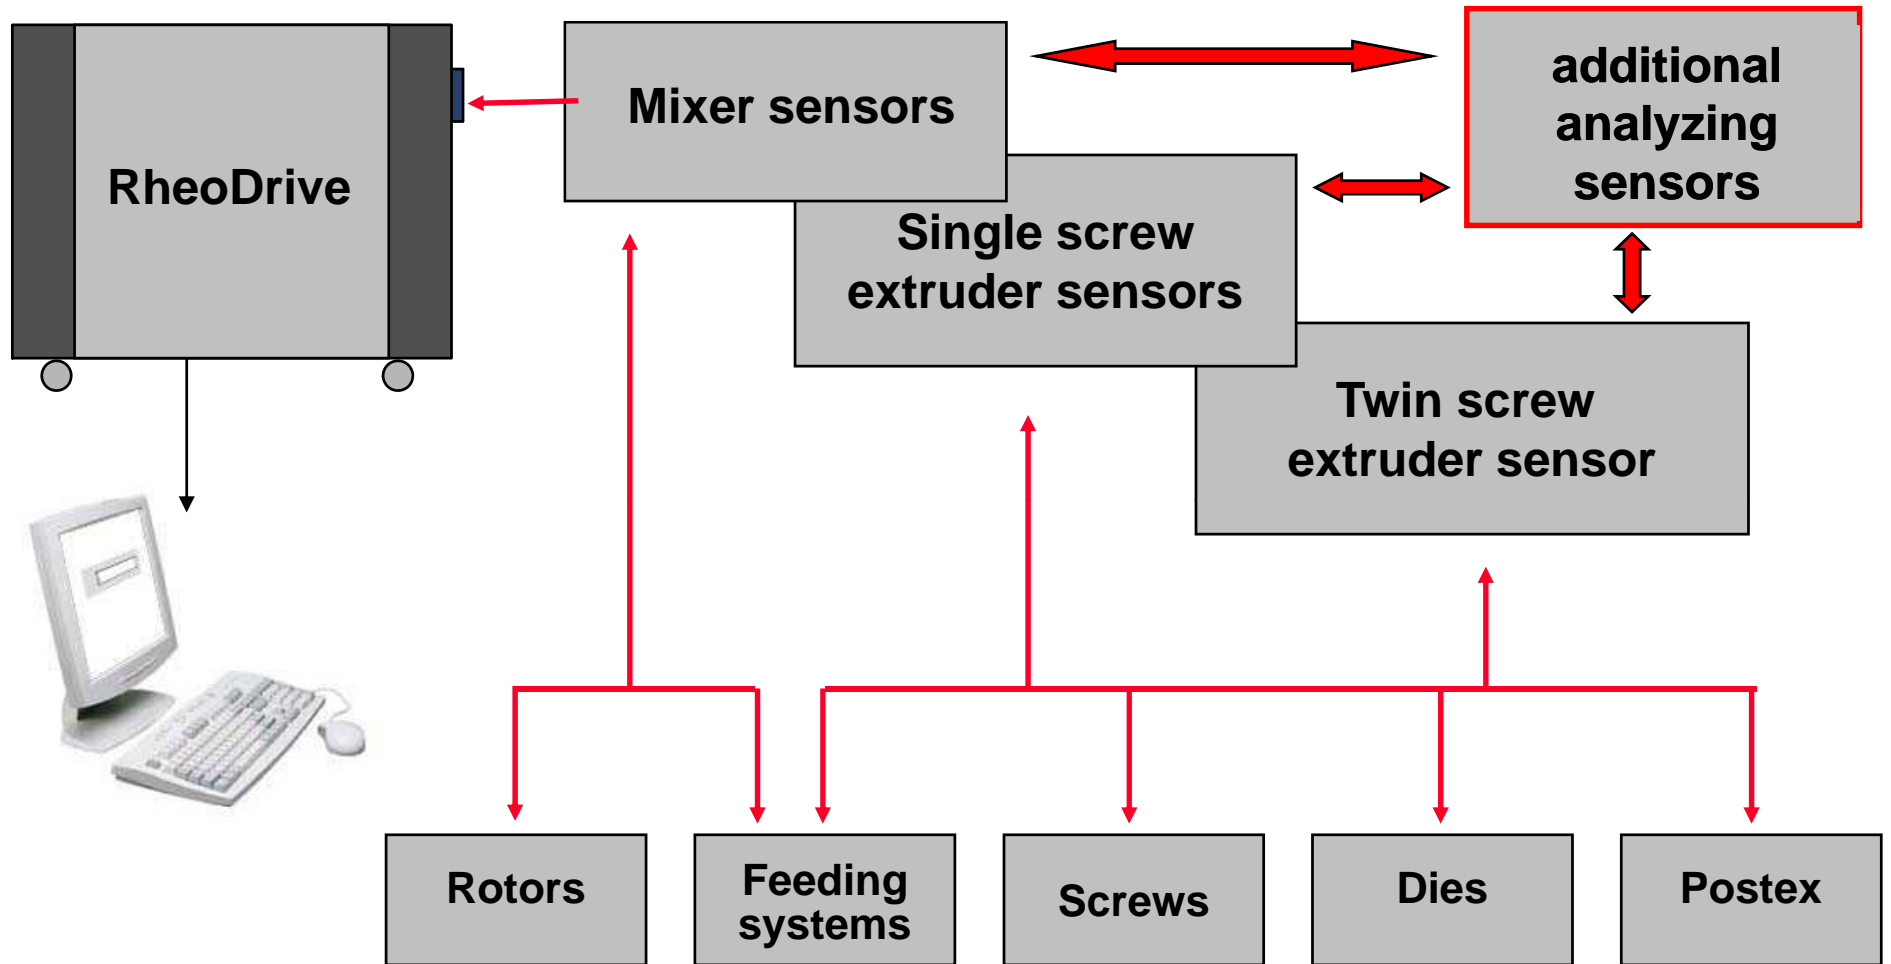 RheoDrive
Mixer sensors
additional
analyzing
sensors
Single screw
extruder sensors
Twin screw
extruder sensor
Rotors
Feeding
systems
Screws
Dies
Postex